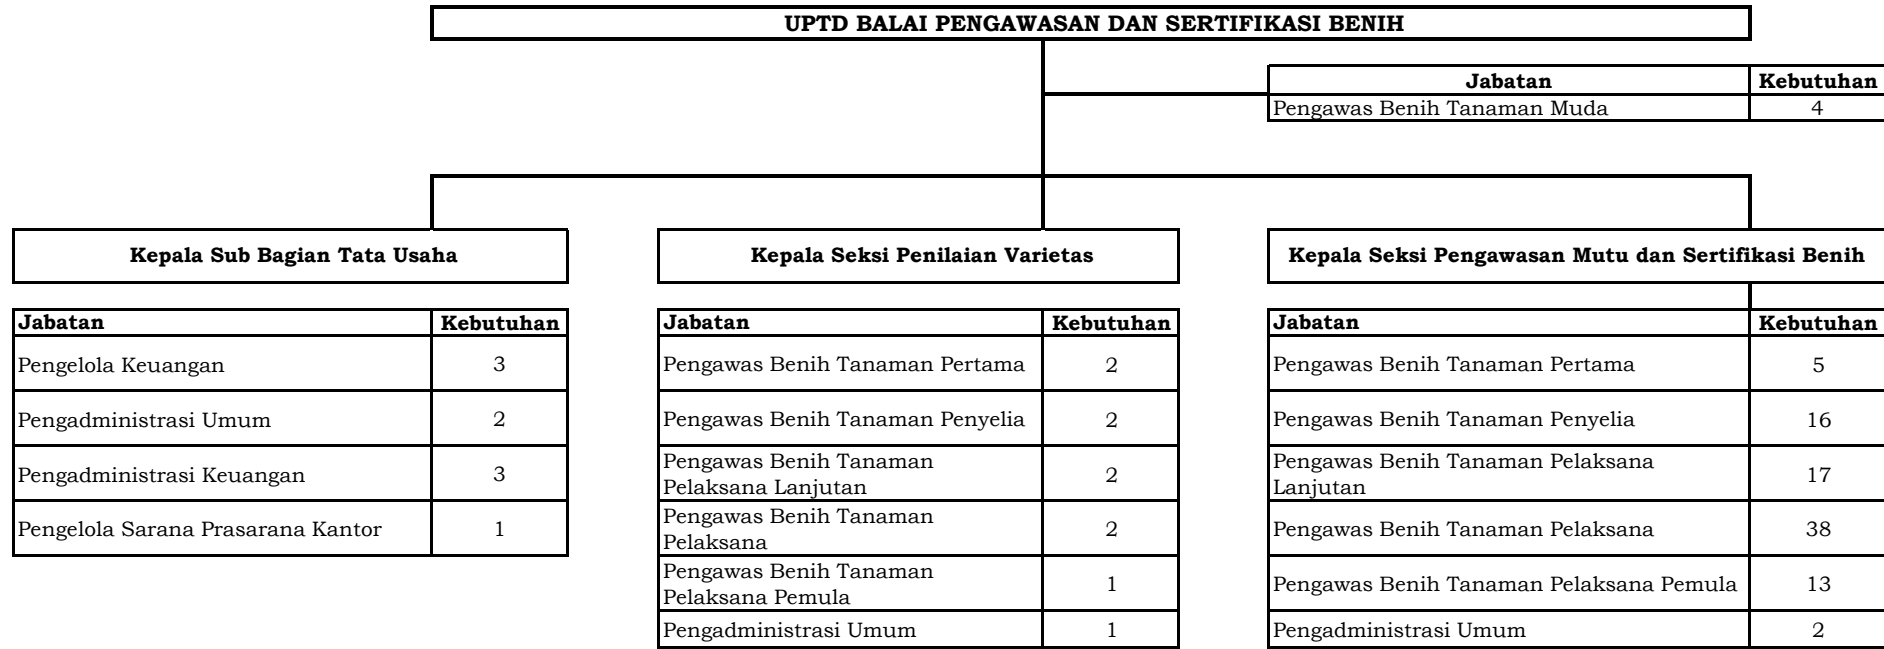 UPTD BALAI PENGAWASAN DAN SERTIFIKASI BENIH
Jabatan Kebutuhan
Pengawas Benih Tanaman Muda 4
Kepala Sub Bagian Tata Usaha
Jabatan Kebutuhan
Pengelola Keuangan 3
Pengadministrasi Umum 2
Pengadministrasi Keuangan 3
Pengelola Sarana Prasarana Kantor 1
Kepala Seksi Penilaian Varietas
Jabatan Kebutuhan
Pengawas Benih Tanaman Pertama 2
Pengawas Benih Tanaman Penyelia 2
Pengawas Benih Tanaman
Pelaksana Lanjutan 2
Pengawas Benih Tanaman
Pelaksana 2
Pengawas Benih Tanaman
Pelaksana Pemula 1
Pengadministrasi Umum 1
Kepala Seksi Pengawasan Mutu dan Sertifikasi Benih
Jabatan Kebutuhan
Pengawas Benih Tanaman Pertama 5
Pengawas Benih Tanaman Penyelia 16
Pengawas Benih Tanaman Pelaksana
Lanjutan 17
Pengawas Benih Tanaman Pelaksana 38
Pengawas Benih Tanaman Pelaksana Pemula 13
Pengadministrasi Umum 2